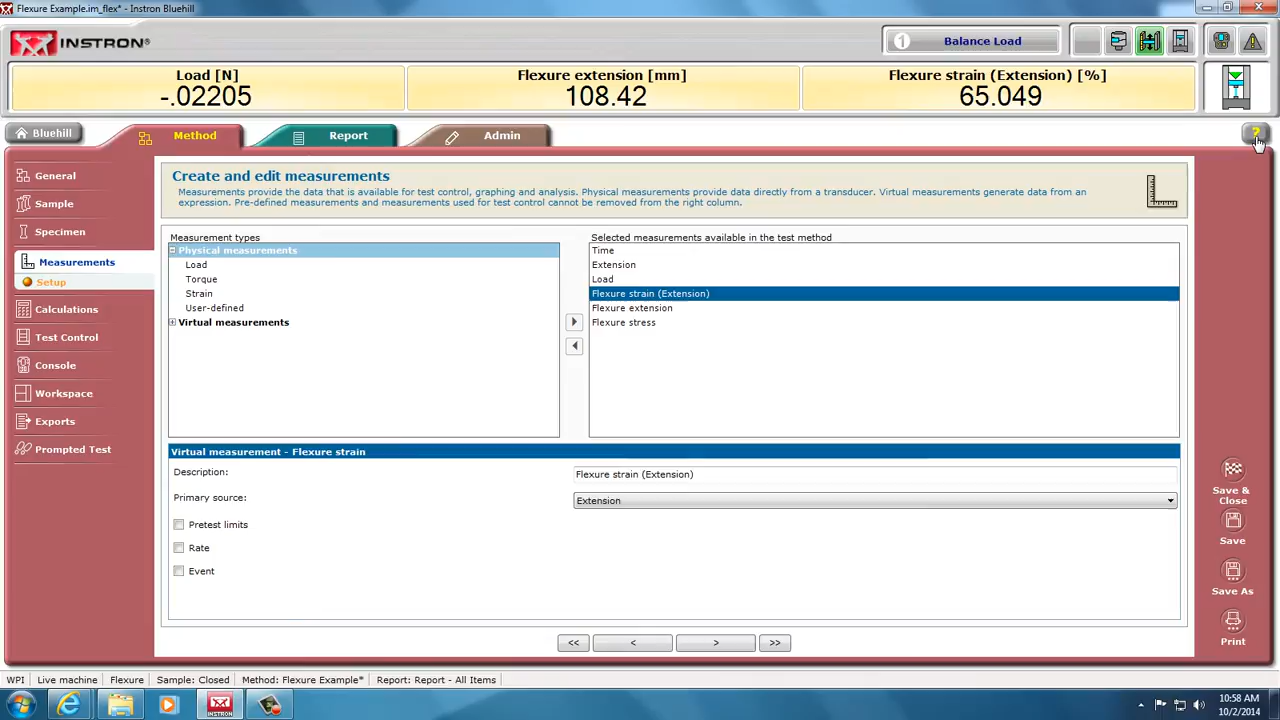 Flexure Example.im_flex* - Instron Bluehill
INSTRON®
1 Balance Load
Load [N]
-.02205
Flexure extension [mm]
108.42
Flexure strain (Extension) [%]
65.049
Bluehill
Method
Report
Admin
?
General
Sample
Specimen
Measurements
Setup
Calculations
Test Control
Console
Workspace
Exports
Prompted Test
Create and edit measurements
Measurements provide the data that is available for test control, graphing and analysis. Physical measurements provide data directly from a transducer. Virtual measurements generate data from an
expression. Pre-defined measurements and measurements used for test control cannot be removed from the right column.
Measurement types
Physical measurements
Load
Torque
Strain
User-defined
Virtual measurements
Selected measurements available in the test method
Time
Extension
Load
Flexure strain (Extension)
Flexure extension
Flexure stress
Virtual measurement - Flexure strain
Description:
Flexure strain (Extension)
Primary source:
Extension
Pretest limits
Rate
Event
<<
<
>
>>
Save &
Close
Save
Save As
Print
WPI
Live machine
Flexure
Sample: Closed
Method: Flexure Example*
Report: Report - All Items
INSTRON
10:58 AM
10/2/2014